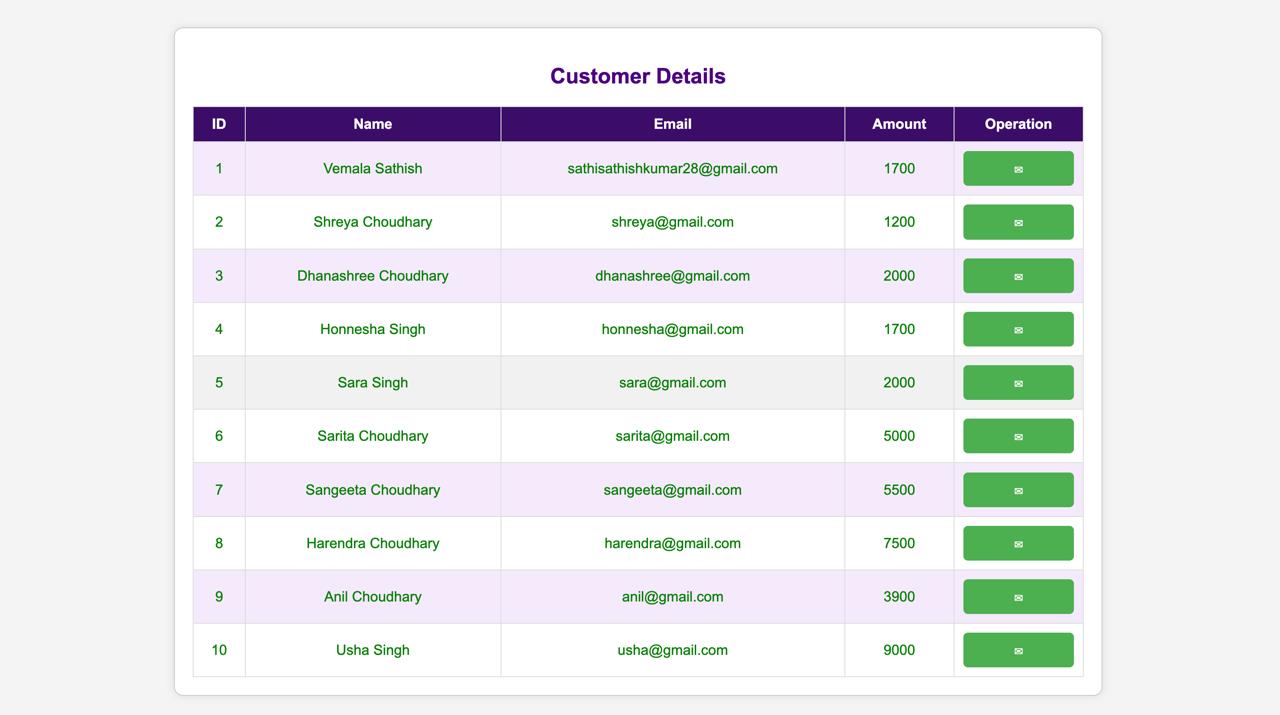 Customer Details
ID Name Email Amount Operation
1 Vemala Sathish sathisathishkumar28@gmail.com 1700 ✉
2 Shreya Choudhary shreya@gmail.com 1200 ✉
3 Dhanashree Choudhary dhanashree@gmail.com 2000 ✉
4 Honnesha Singh honnesha@gmail.com 1700 ✉
5 Sara Singh sara@gmail.com 2000 ✉
6 Sarita Choudhary sarita@gmail.com 5000 ✉
7 Sangeeta Choudhary sangeeta@gmail.com 5500 ✉
8 Harendra Choudhary harendra@gmail.com 7500 ✉
9 Anil Choudhary anil@gmail.com 3900 ✉
10 Usha Singh usha@gmail.com 9000 ✉